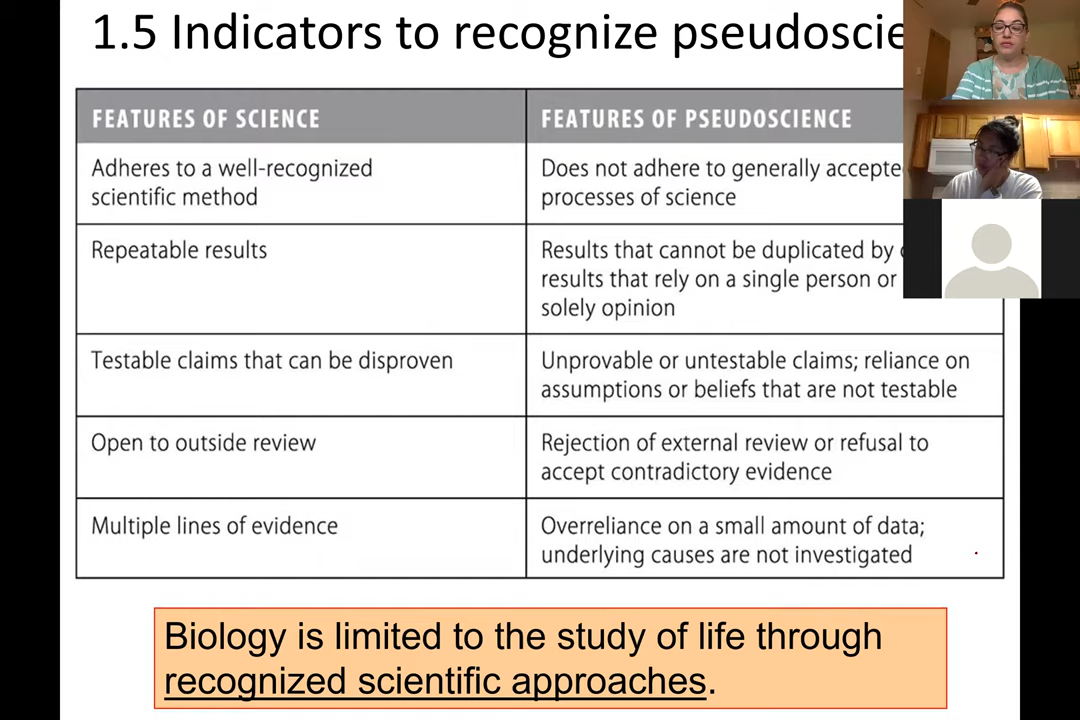 1.5 Indicators to recognize
FEATURES OF SCIENCE
FEATURES OF PSEUDOSCIENCE
Adheres to a well-recognized
scientific method
Does not adhere to generally
processes of science
Repeatable results
Results that cannot be duplicated by
results that rely on a single person or
solely opinion
Testable claims that can be disproven
Unprovable or untestable claims; reliance on
assumptions or beliefs that are not testable
Open to outside review
Rejection of external review or refusal to
accept contradictory evidence
Multiple lines of evidence
Overreliance on a small amount of data;
underlying causes are not investigated
Biology is limited to the study of life through
recognized scientific approaches.